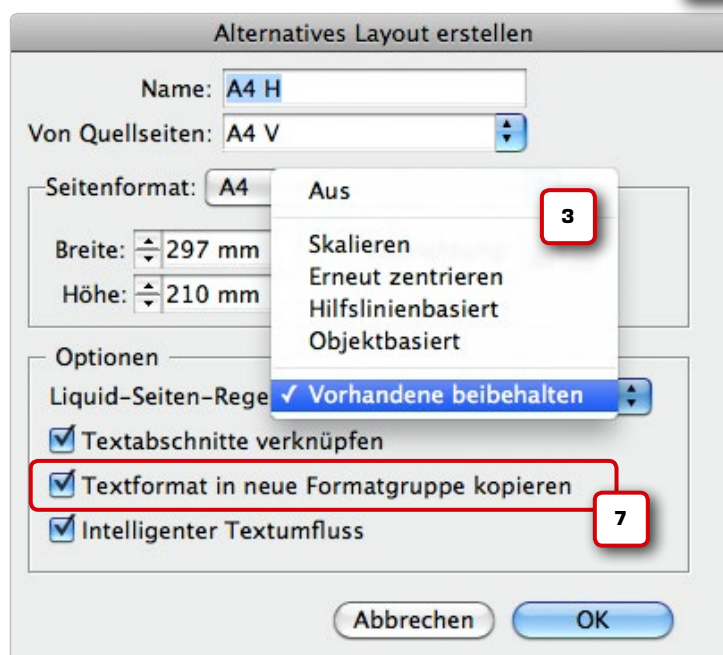 Alternatives Layout erstellen
Name: A4 H
Von Quellseiten: A4 V
Seitenformat: A4
Aus
3
Breite: 297 mm
Skalieren
Erneut zentrieren
Höhe: 210 mm
Hilfslinienbasiert
Objektbasiert
Optionen
Liquid-Seiten-Rege ✓ Vorhandene beibehalten
Textabschnitte verknüpfen
Textformat in neue Formatgruppe kopieren
7
Intelligenter Textumfluss
Abbrechen OK